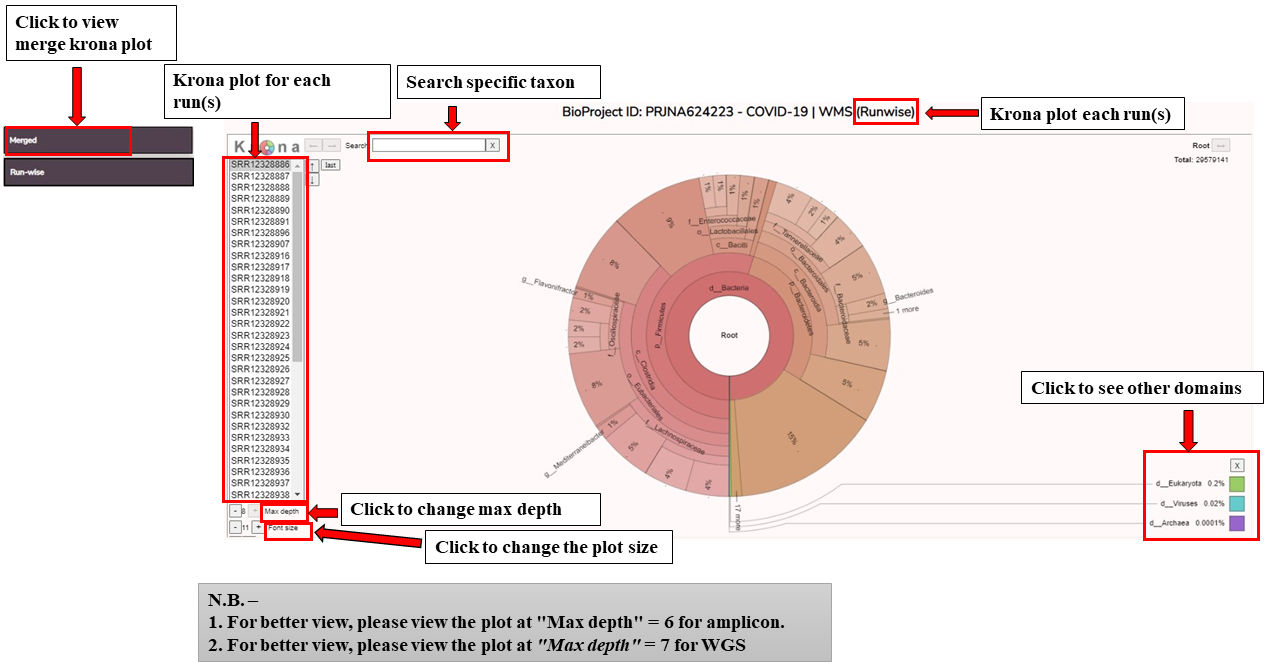 Click to view
merge krona plot
Krona plot for each
run(s)
Search specific taxon
BioProject ID: PRJNA624223 - COVID-19 | WMS (Runwise)
Krona plot each run(s)
Merged
Run-wise
Krona
Search
X
Root
Total: 29579141
last
SRR12328886
SRR12328887
SRR12328888
SRR12328889
SRR12328890
SRR12328891
SRR12328896
SRR12328907
SRR12328916
SRR12328917
SRR12328918
SRR12328919
SRR12328920
SRR12328921
SRR12328922
SRR12328923
SRR12328924
SRR12328925
SRR12328926
SRR12328927
SRR12328928
SRR12328929
SRR12328930
SRR12328932
SRR12328933
SRR12328934
SRR12328935
SRR12328936
SRR12328937
SRR12328938
- 8 + Max depth
- 11 + Font size
Root
d__Bacteria
p__Firmicutes
c__Bacilli
o__Lactobacillales
f__Enterococcaceae
1%
1%
1%
1%
1%
9%
8%
g__Flavonifractor
1%
f__Oscillospiraceae
2%
2%
2%
8%
c__Clostridia
o__Eubacteriales
g__Mediterraneibacter
1%
f__Lachnospiraceae
5%
4%
4%
p__Bacteroidetes
c__Bacteroidia
o__Bacteroidales
f__Tannerellaceae
4%
2%
1%
4%
f__Bacteroidaceae
5%
2%
g__Bacteroides
1 more
5%
5%
15%
17 more
Click to see other domains
X
d__Eukaryota 0.2%
d__Viruses 0.02%
d__Archaea 0.0001%
Click to change max depth
Click to change the plot size
N.B. –
1. For better view, please view the plot at "Max depth" = 6 for amplicon.
2. For better view, please view the plot at "Max depth" = 7 for WGS